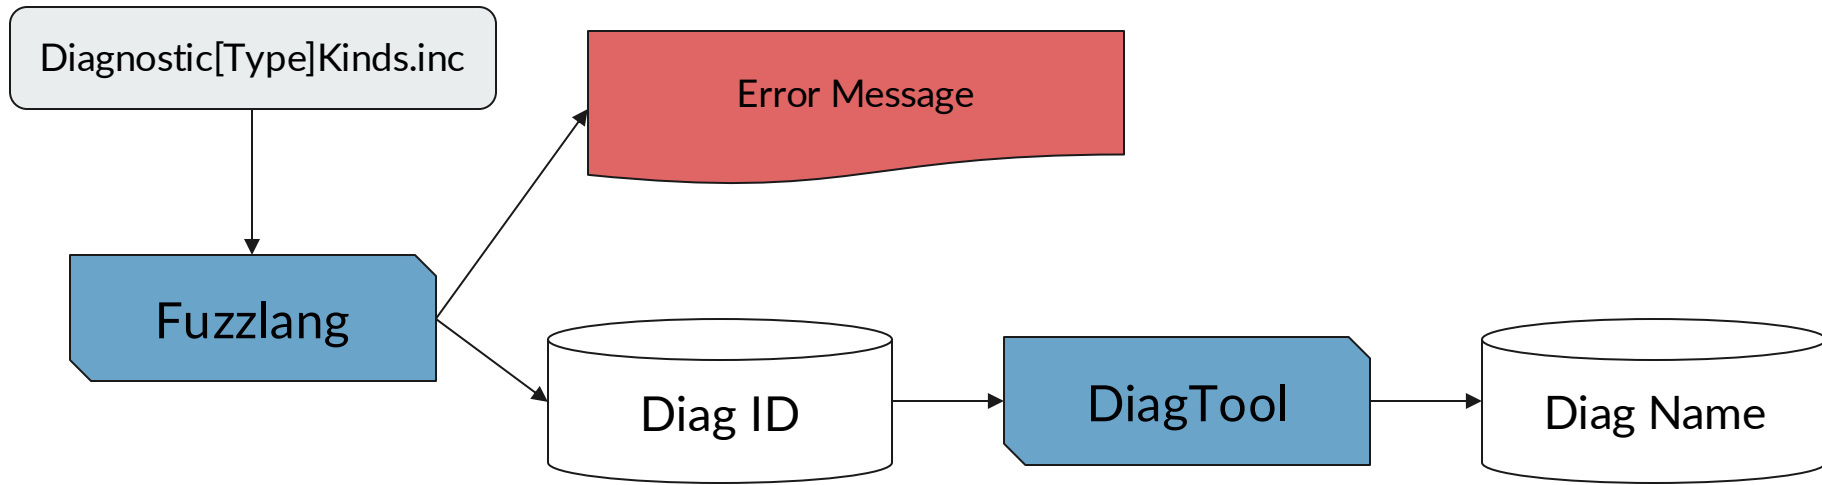 Diagnostic[Type]Kinds.inc
Error Message
Fuzzlang
Diag ID
DiagTool
Diag Name